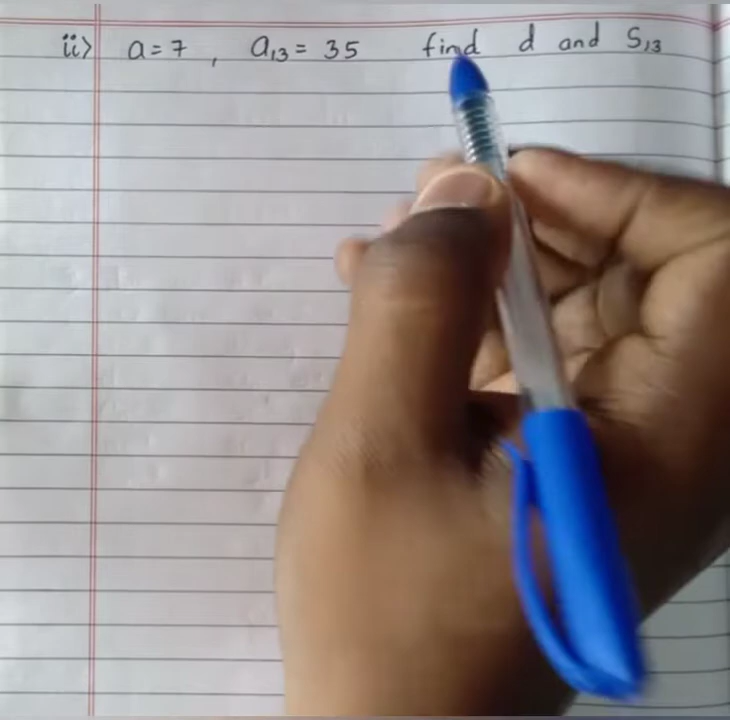 ii> a = 7 , a₁₃ = 35 find d and S₁₃